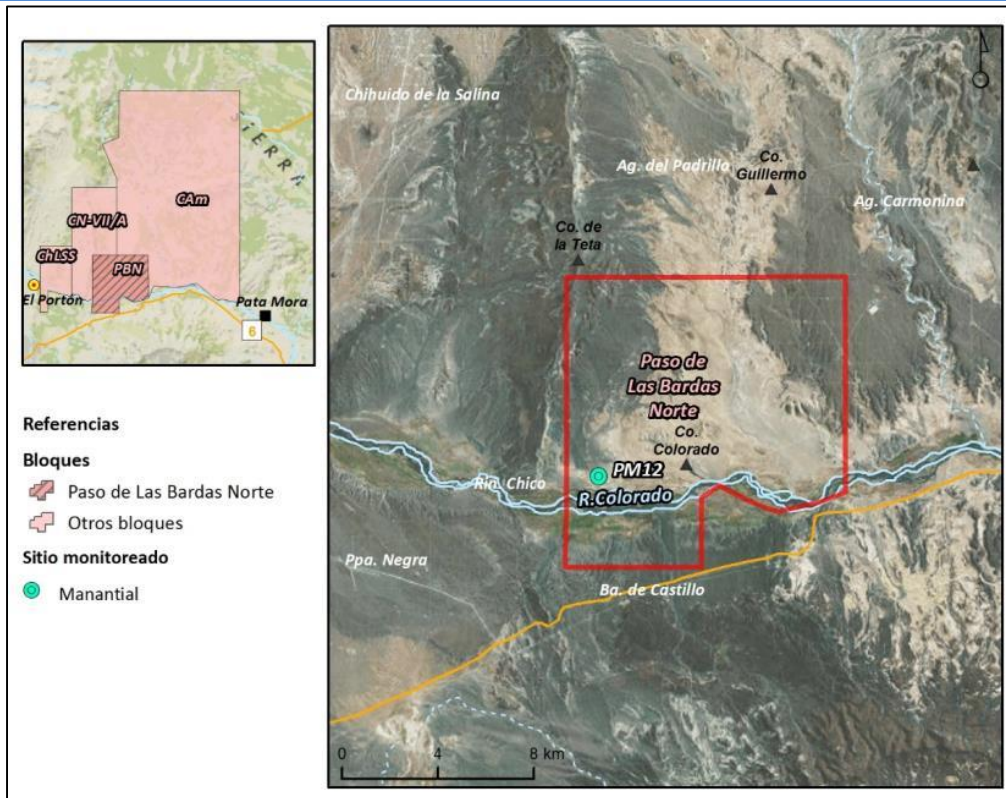 SIERRA
CAm
CN-VII/A
ChLSS
PBN
El Portón
Pata Mora
6
Referencias
Bloques
Paso de Las Bardas Norte
Otros bloques
Sitio monitoreado
Manantial
Chihuido de la Salina
Ag. del Padrillo
Co.
Guillermo
Ag. Carmonina
Co. de
la Teta
Paso de
Las Bardas
Norte
Co.
Colorado
PM12
Rin. Chico
R.Colorado
Ppa. Negra
Ba. de Castillo
0 4 8 km